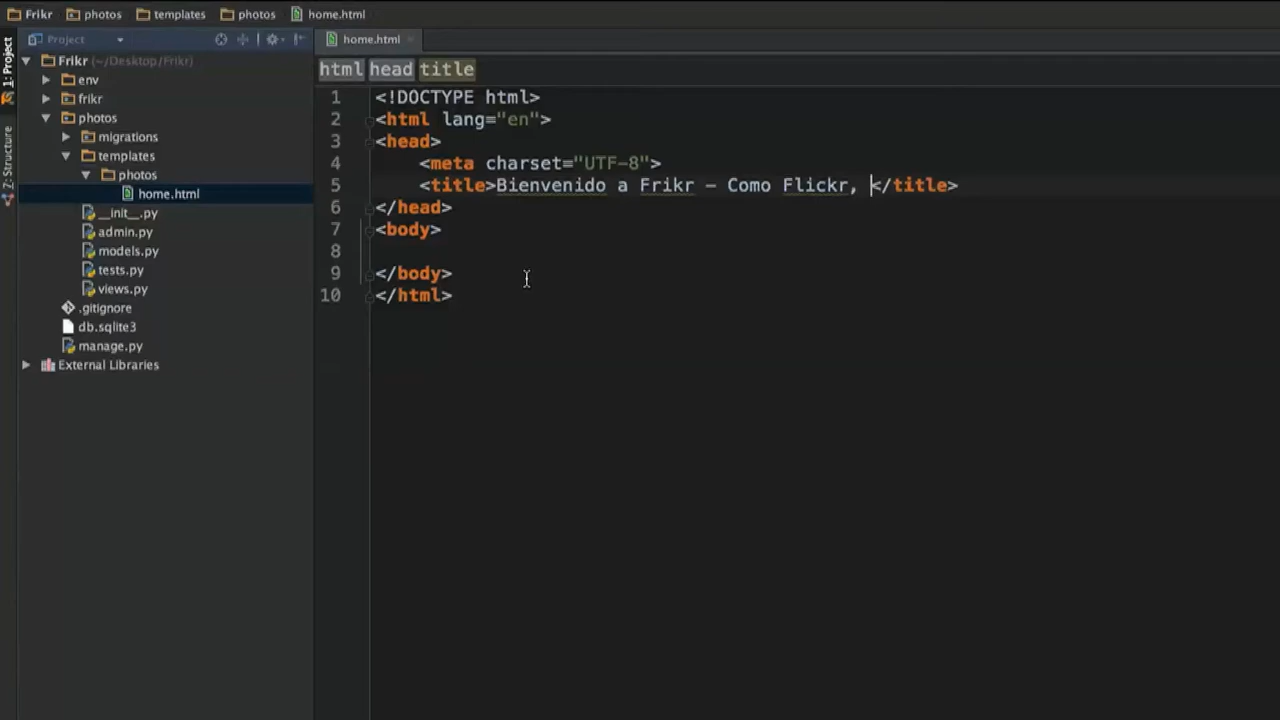 Frikr photos templates photos home.html
Project
home.html
1: Project
Z: Structure
Frikr (~/Desktop/Frikr)
env
frikr
photos
migrations
templates
photos
home.html
__init__.py
admin.py
models.py
tests.py
views.py
.gitignore
db.sqlite3
manage.py
External Libraries
html head title
1 <!DOCTYPE html>
2 <html lang="en">
3 <head>
4 <meta charset="UTF-8">
5 <title>Bienvenido a Frikr - Como Flickr, </title>
6 </head>
7 <body>
8
9 </body>
10 </html>